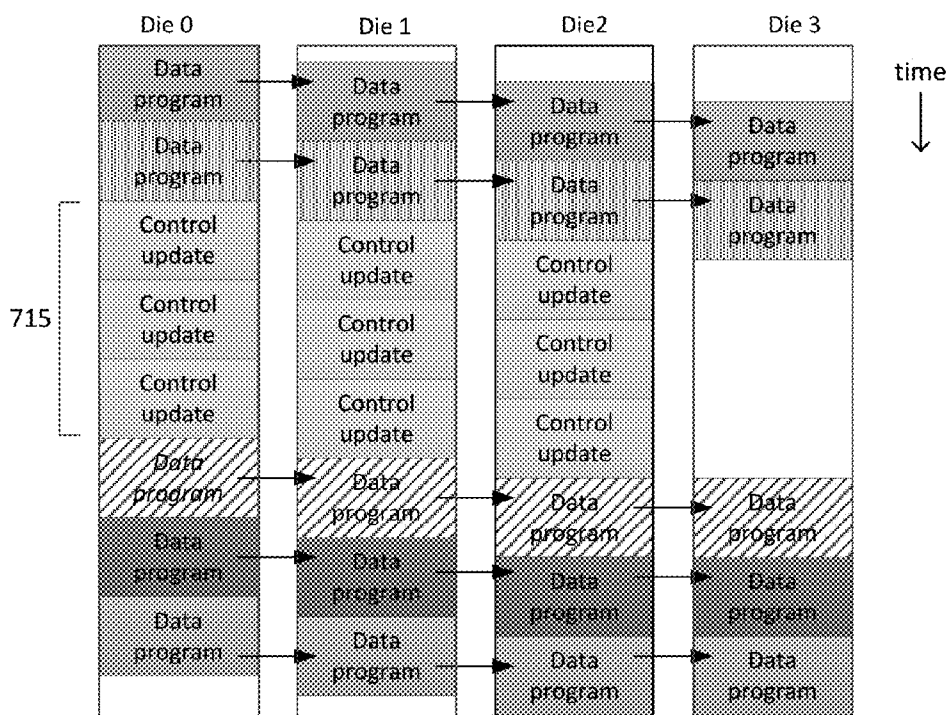 Die 0
Die 1
Die2
Die 3
time
Data
program
Data
program
Control
update
Control
update
Control
update
Data
program
Data
program
Data
program
Data
program
Data
program
Control
update
Control
update
Control
update
Data
program
Data
program
Data
program
Data
program
Data
program
Control
update
Control
update
Control
update
Data
program
Data
program
Data
program
Data
program
Data
program
Data
program
Data
program
Data
program
715